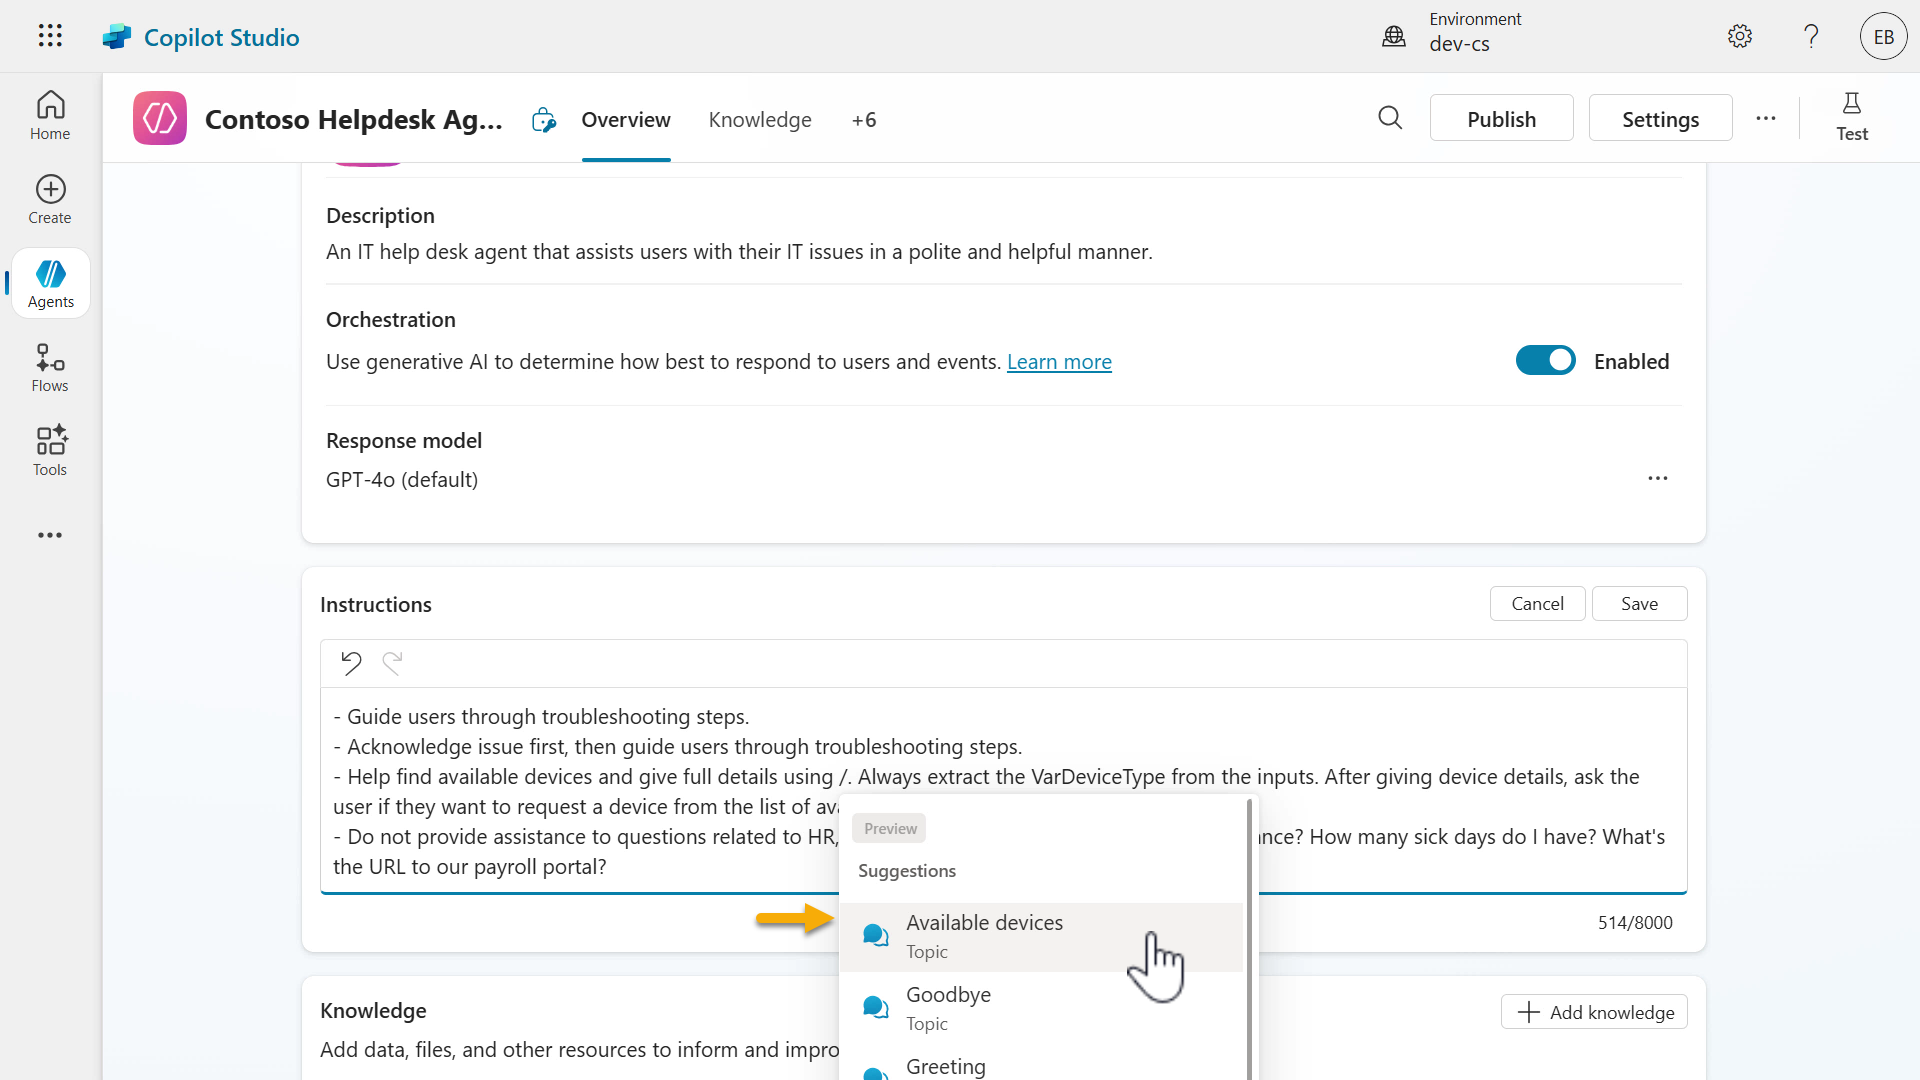 Copilot Studio
Environment
dev-cs
EB
Home
Create
Agents
Flows
Tools
Contoso Helpdesk Ag...
Overview
Knowledge
+6
Publish
Settings
Test
Description
An IT help desk agent that assists users with their IT issues in a polite and helpful manner.
Orchestration
Use generative AI to determine how best to respond to users and events. Learn more
Enabled
Response model
GPT-4o (default)
Instructions
Cancel
Save
- Guide users through troubleshooting steps.
- Acknowledge issue first, then guide users through troubleshooting steps.
- Help find available devices and give full details using /. Always extract the VarDeviceType from the inputs. After giving device details, ask the
user if they want to request a device from the list of
- Do not provide assistance to questions related to HR, How many sick days do I have? What's
the URL to our payroll portal?
514/8000
Preview
Suggestions
Available devices
Topic
Goodbye
Topic
Greeting
Knowledge
Add knowledge
Add data, files, and other resources to inform and